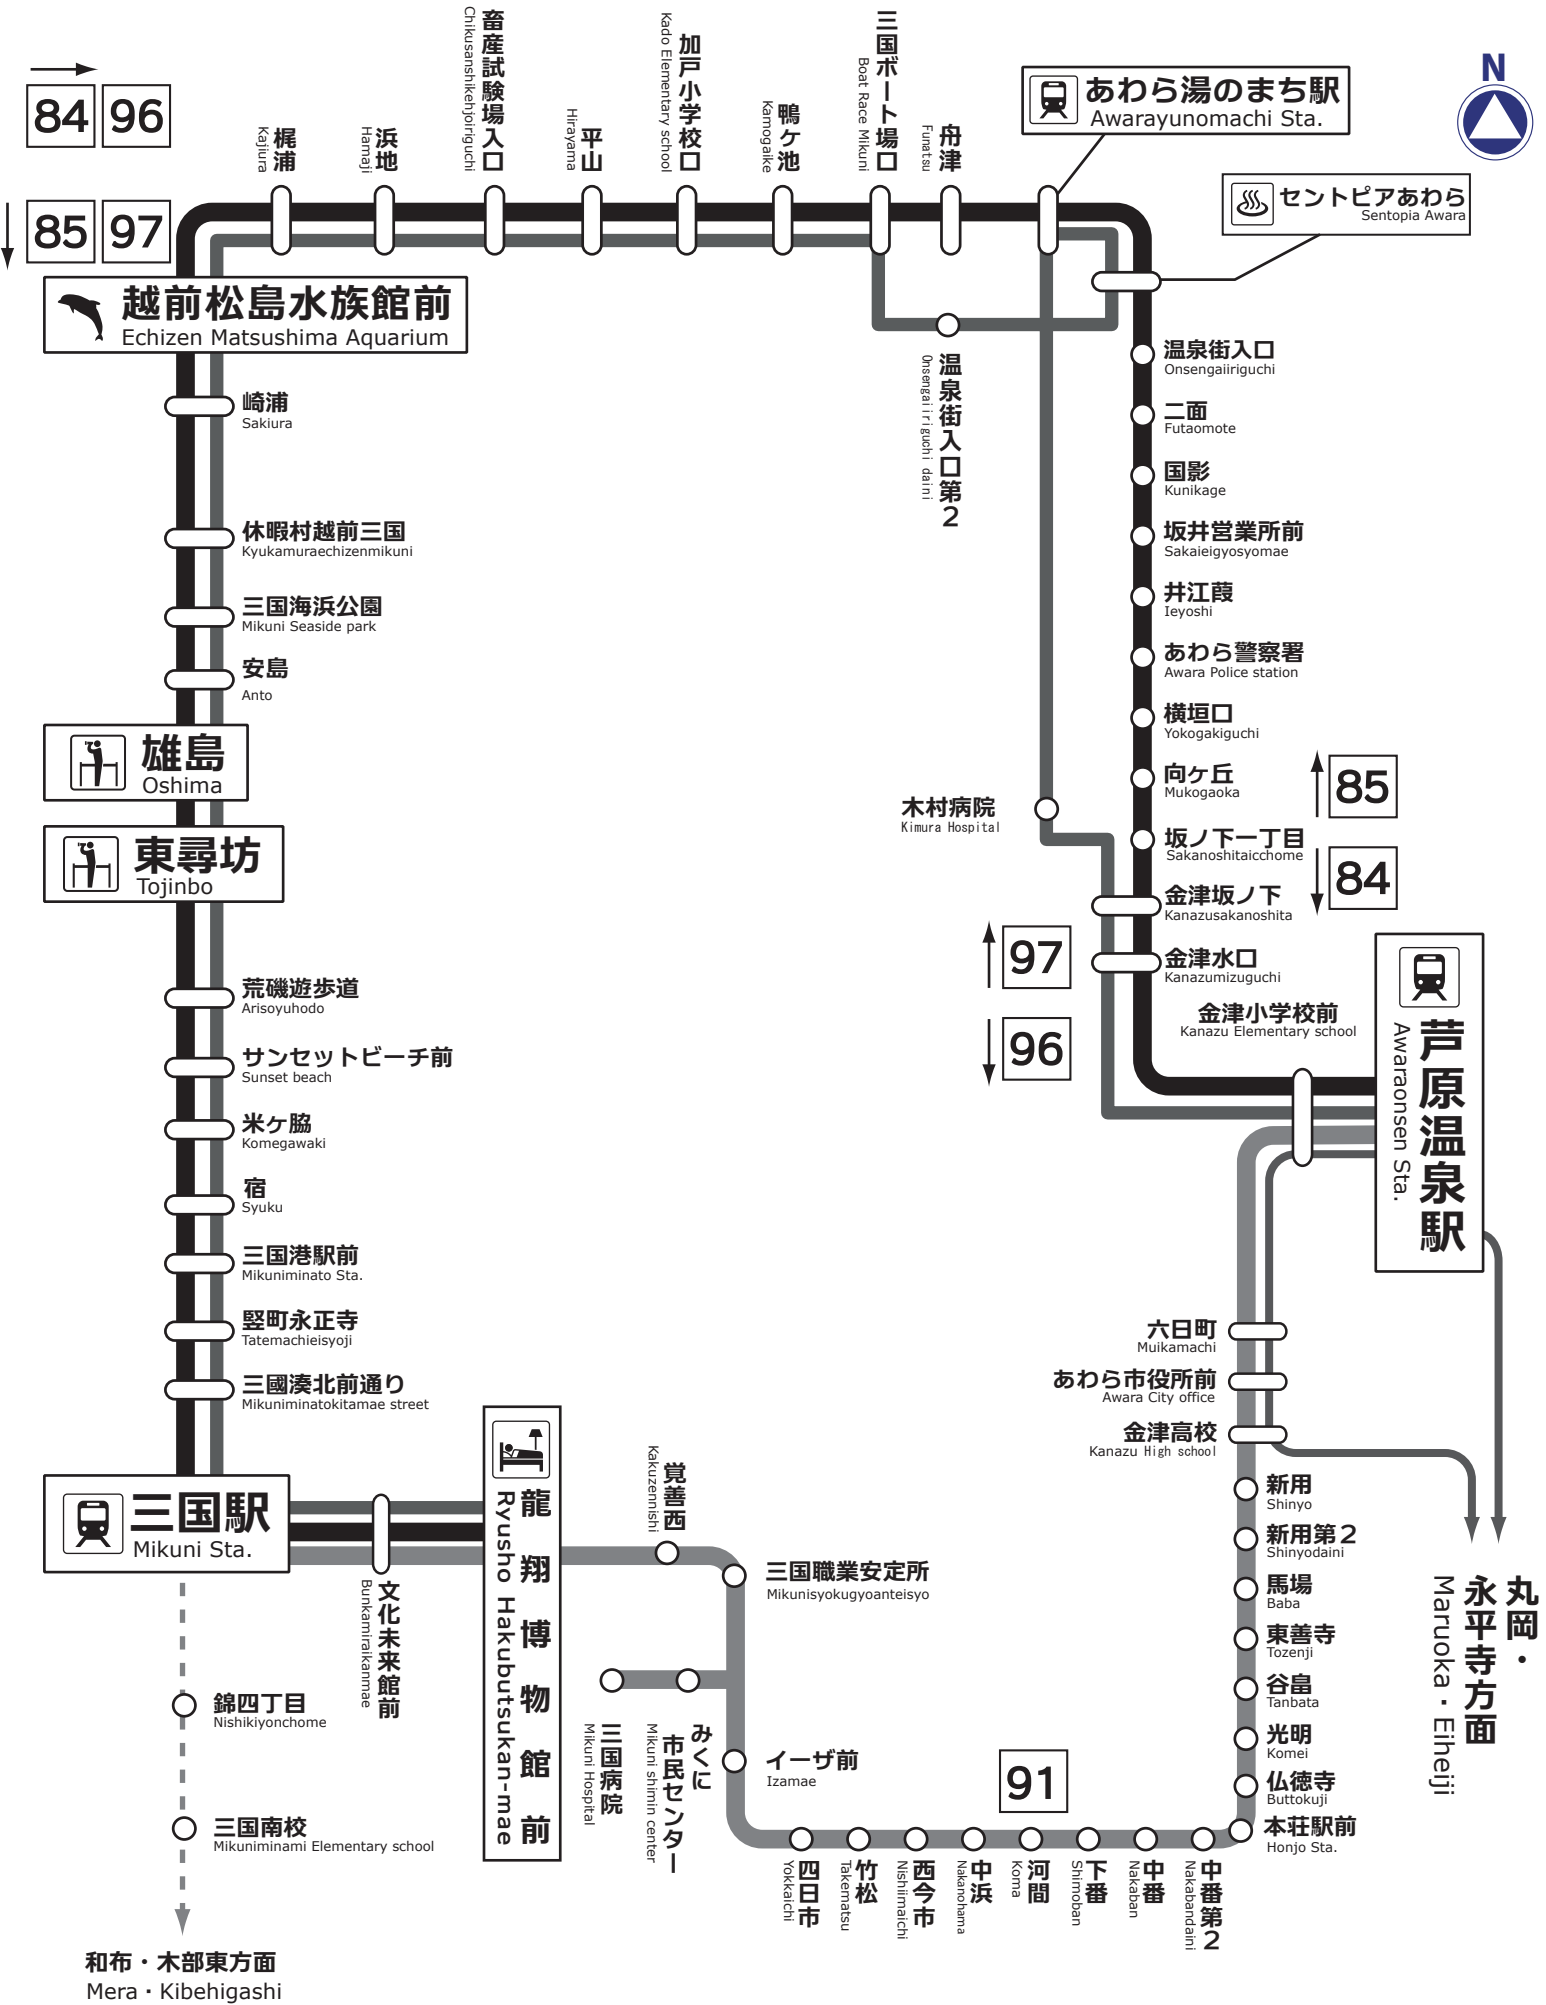 84 96
85 97
梶浦
Kajiura
浜地
Hamaji
畜産試験場入口
Chikusanshikehjoiriguchi
平山
Hirayama
加戸小学校口
Kado Elementary school
鴨ケ池
Kamogaike
三国ボート場口
Boat Race Mikuni
舟津
Funatsu
あわら湯のまち駅
Awarayunomachi Sta.
N
セントピアあわら
Sentopia Awara
越前松島水族館前
Echizen Matsushima Aquarium
崎浦
Sakiura
休暇村越前三国
Kyukamuraechizenmikuni
三国海浜公園
Mikuni Seaside park
安島
Anto
雄島
Oshima
東尋坊
Tojinbo
荒磯遊歩道
Arisoyuhodo
サンセットビーチ前
Sunset beach
米ケ脇
Komegawaki
宿
Syuku
三国港駅前
Mikuniminato Sta.
竪町永正寺
Tatemachieisyoji
三國湊北前通り
Mikuniminatokitamae street
三国駅
Mikuni Sta.
温泉街入口第2
Onsengaiiriguchi daini
温泉街入口
Onsengaiiriguchi
二面
Futaomote
国影
Kunikage
坂井営業所前
Sakaieigyosyomae
井江葭
Ieyoshi
あわら警察署
Awara Police station
横垣口
Yokogakiguchi
向ケ丘
Mukogaoka
坂ノ下一丁目
Sakanoshitaicchome
85
84
木村病院
Kimura Hospital
金津坂ノ下
Kanazusakanoshita
金津水口
Kanazumizuguchi
97
96
金津小学校前
Kanazu Elementary school
芦原温泉駅
Awaraonsen Sta.
六日町
Muikamachi
あわら市役所前
Awara City office
金津高校
Kanazu High school
新用
Shinyo
新用第2
Shinyodaini
馬場
Baba
東善寺
Tozenji
谷畠
Tanbata
光明
Komei
仏徳寺
Buttokuji
本荘駅前
Honjo Sta.
丸岡・
永平寺方面
Maruoka・Eiheiji
文化未来館前
Bunkamiraikanmae
龍翔博物館前
Ryusho Hakubutsukan-mae
覚善西
Kakuzennishi
三国職業安定所
Mikunisyokugyoanteisyo
三国病院
Mikuni Hospital
みくに
市民センター
Mikuni shimin center
イーザ前
Izamae
91
四日市
Yokkaichi
竹松
Takematsu
西今市
Nishiimaichi
中浜
Nakanohama
河間
Koma
下番
Shimoban
中番
Nakaban
中番第2
Nakabandaini
錦四丁目
Nishikiyonchome
三国南校
Mikuniminami Elementary school
和布・木部東方面
Mera・Kibehigashi